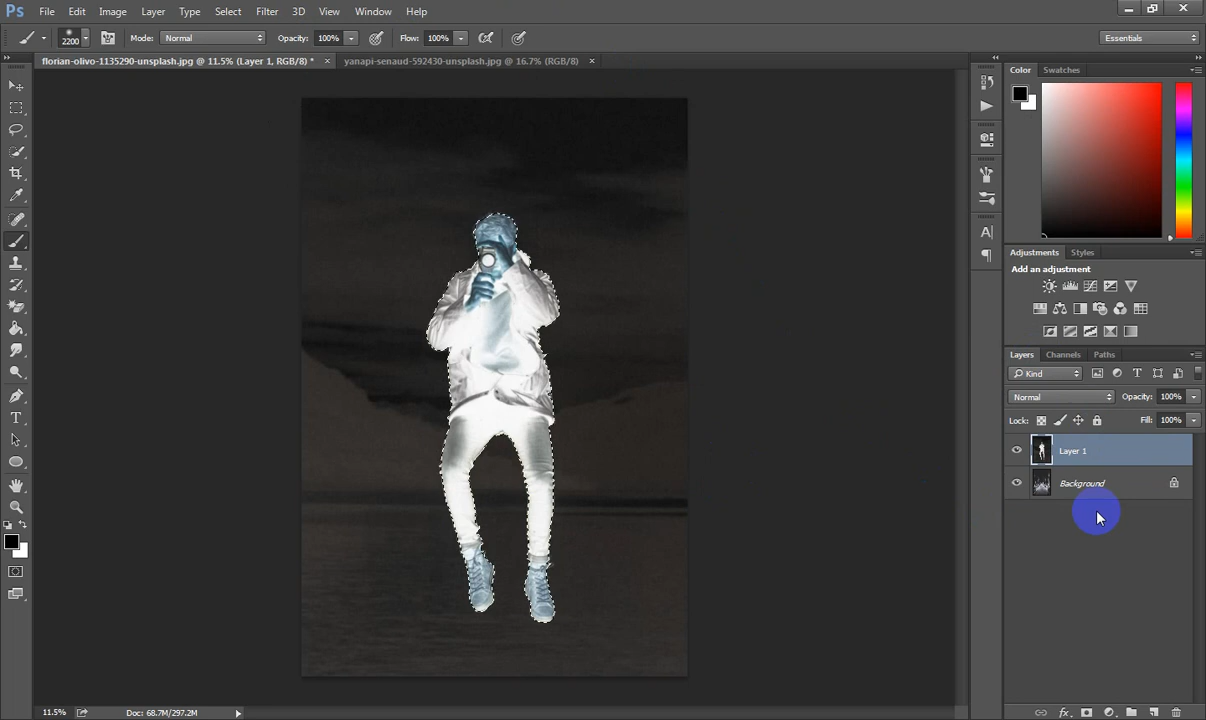 Ps File Edit Image Layer Type Select Filter 3D View Window Help
2200 Mode: Normal Opacity: 100% Flow: 100% Essentials
florian-olivo-1135290-unsplash.jpg @ 11.5% (Layer 1, RGB/8) * × yanapi-senaud-592430-unsplash.jpg @ 16.7% (RGB/8) ×
Color Swatches
Adjustments Styles
Add an adjustment
Layers Channels Paths
Kind
Normal Opacity: 100%
Lock: Fill: 100%
Layer 1
Background
11.5% Doc: 68.7M/297.2M